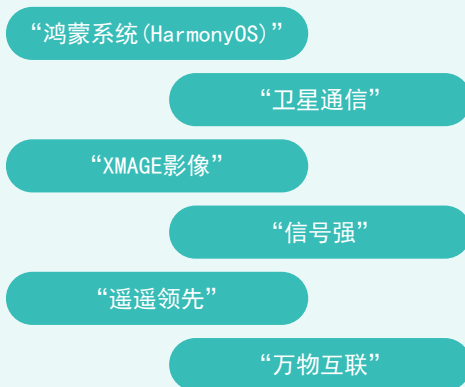 “鸿蒙系统(HarmonyOS)”
“卫星通信”
“XMAGE影像”
“信号强”
“遥遥领先”
“万物互联”